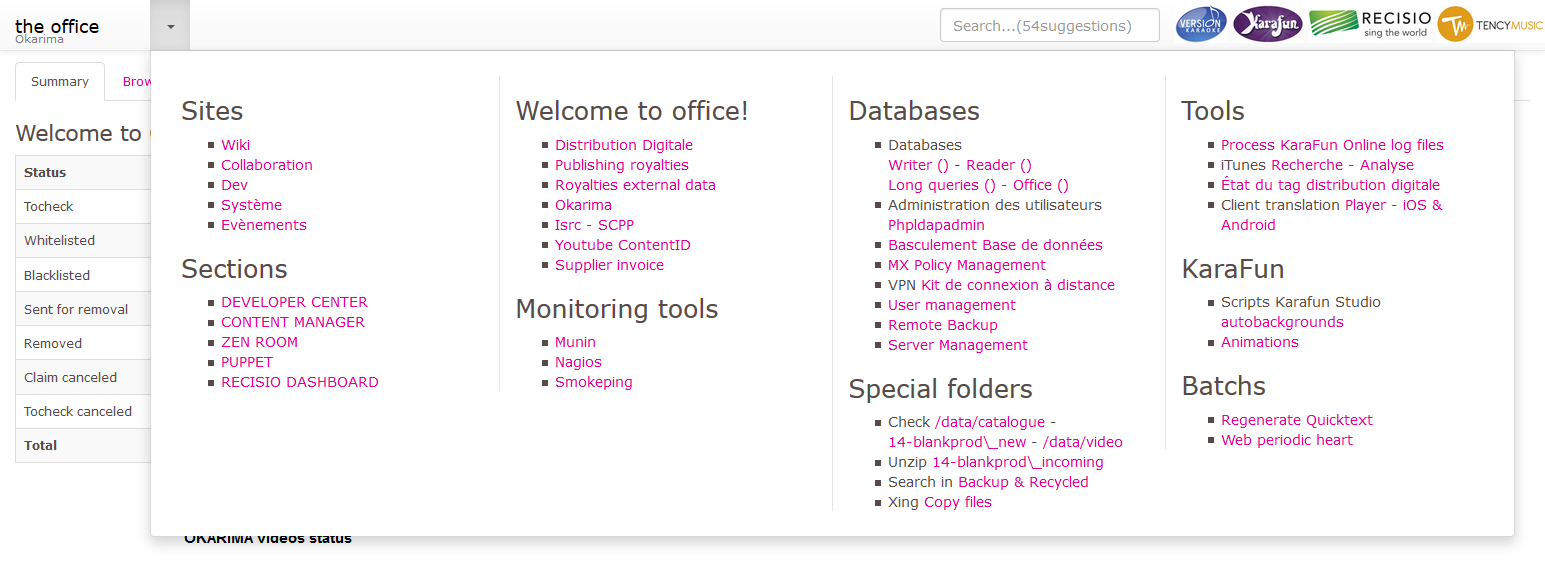 the office
Okarima
Search...(54suggestions)
VERSION
KARAOKE
Karafun
RECISIO
sing the world
TENCYMUSIC
Summary
Brow
Welcome to
Status
Tocheck
Whitelisted
Blacklisted
Sent for removal
Removed
Claim canceled
Tocheck canceled
Total
Sites
Wiki
Collaboration
Dev
Système
Evènements
Sections
DEVELOPER CENTER
CONTENT MANAGER
ZEN ROOM
PUPPET
RECISIO DASHBOARD
Welcome to office!
Distribution Digitale
Publishing royalties
Royalties external data
Okarima
Isrc - SCPP
Youtube ContentID
Supplier invoice
Monitoring tools
Munin
Nagios
Smokeping
Databases
Databases
Writer () - Reader ()
Long queries () - Office ()
Administration des utilisateurs
Phpldapadmin
Basculement Base de données
MX Policy Management
VPN Kit de connexion à distance
User management
Remote Backup
Server Management
Special folders
Check /data/catalogue -
14-blankprod\_new - /data/video
Unzip 14-blankprod\_incoming
Search in Backup & Recycled
Xing Copy files
Tools
Process KaraFun Online log files
iTunes Recherche - Analyse
État du tag distribution digitale
Client translation Player - iOS &
Android
KaraFun
Scripts Karafun Studio
autobackgrounds
Animations
Batchs
Regenerate Quicktext
Web periodic heart
OKARIMA videos status